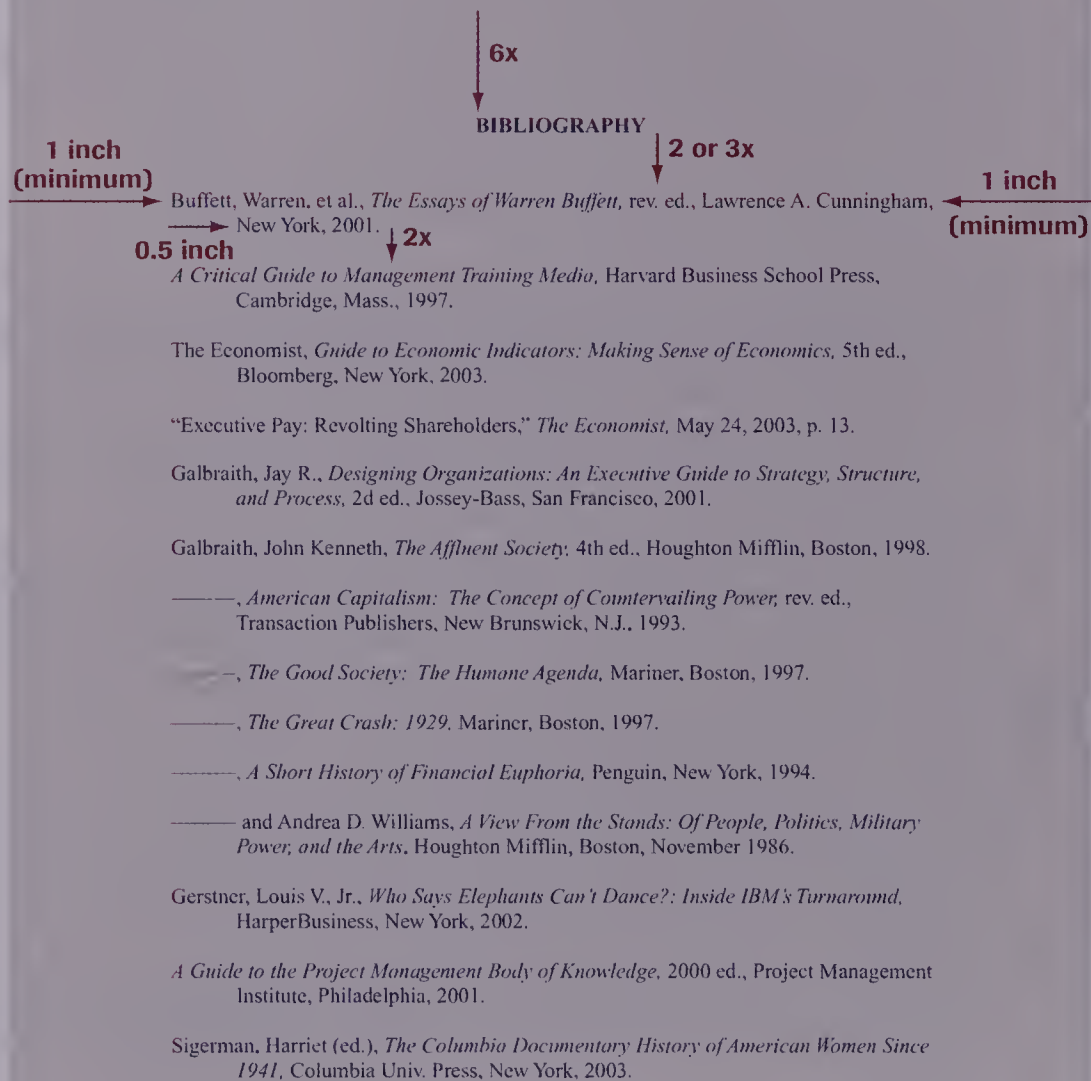 6x
BIBLIOGRAPHY
2 or 3x
1 inch
(minimum)
1 inch
(minimum)
Buffett, Warren, et al., The Essays of Warren Buffett, rev. ed., Lawrence A. Cunningham,
New York, 2001.
0.5 inch
2x
A Critical Guide to Management Training Media, Harvard Business School Press,
Cambridge, Mass., 1997.
The Economist, Guide to Economic Indicators: Making Sense of Economics, 5th ed.,
Bloomberg, New York, 2003.
“Executive Pay: Revolting Shareholders,” The Economist, May 24, 2003, p. 13.
Galbraith, Jay R., Designing Organizations: An Executive Guide to Strategy, Structure,
and Process, 2d ed., Jossey-Bass, San Francisco, 2001.
Galbraith, John Kenneth, The Affluent Society, 4th ed., Houghton Mifflin, Boston, 1998.
———, American Capitalism: The Concept of Countervailing Power, rev. ed.,
Transaction Publishers, New Brunswick, N.J., 1993.
–, The Good Society: The Humane Agenda, Mariner, Boston, 1997.
———, The Great Crash: 1929, Mariner, Boston, 1997.
———, A Short History of Financial Euphoria, Penguin, New York, 1994.
——— and Andrea D. Williams, A View From the Stands: Of People, Politics, Military
Power, and the Arts, Houghton Mifflin, Boston, November 1986.
Gerstner, Louis V., Jr., Who Says Elephants Can't Dance?: Inside IBM's Turnaround,
HarperBusiness, New York, 2002.
A Guide to the Project Management Body of Knowledge, 2000 ed., Project Management
Institute, Philadelphia, 2001.
Sigerman, Harriet (ed.), The Columbia Documentary History of American Women Since
1941, Columbia Univ. Press, New York, 2003.